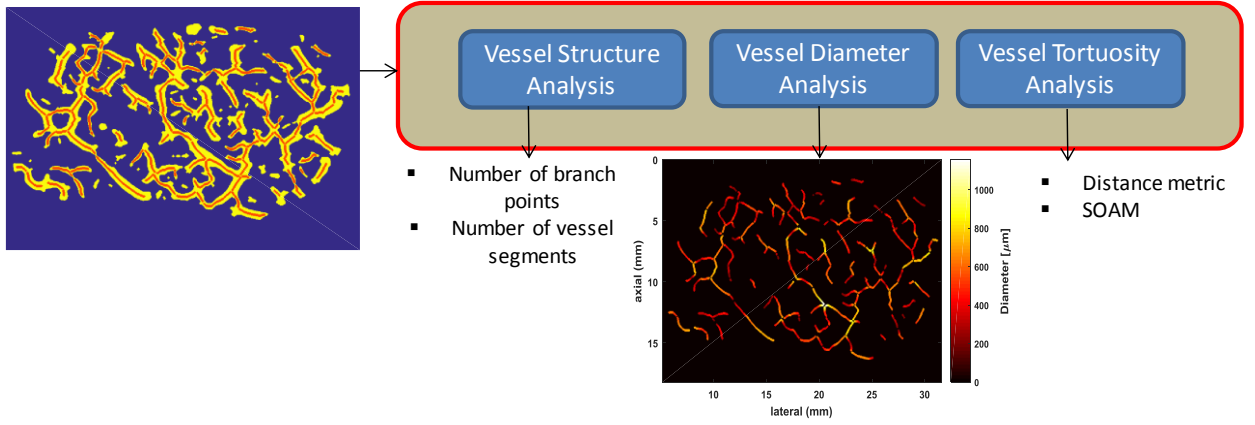 Vessel Structure
Analysis
Vessel Diameter
Analysis
Vessel Tortuosity
Analysis
▪ Number of branch
points
▪ Number of vessel
segments
0
5
10
15
axial (mm)
10
15
20
25
30
lateral (mm)
1000
800
600
400
200
0
Diameter [μm]
▪ Distance metric
▪ SOAM